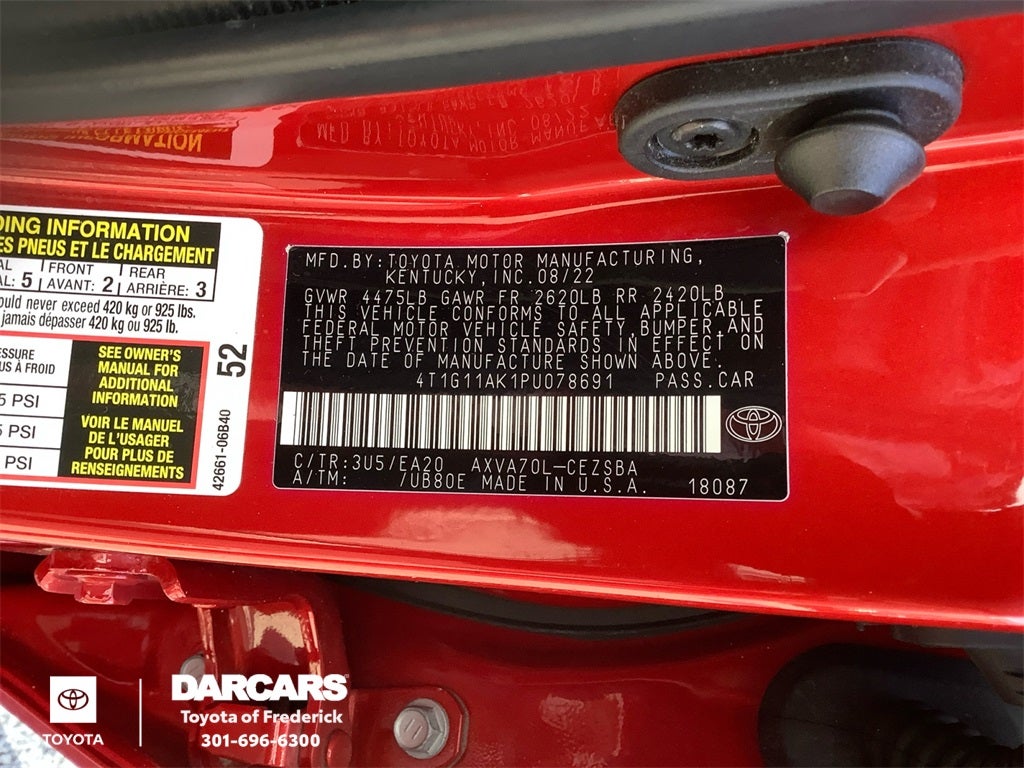 DING INFORMATION
ES PNEUS ET LE CHARGEMENT
AL: 5 FRONT AVANT: 2 REAR ARRIÈRE: 3
ould never exceed 420 kg or 925 lbs.
jamais dépasser 420 kg ou 925 lb.
ESSURE
US À FROID
5 PSI
5 PSI
PSI
SEE OWNER'S
MANUAL FOR
ADDITIONAL
INFORMATION
VOIR LE MANUEL
DE L'USAGER
POUR PLUS DE
RENSEIGNEMENTS
52
42661-06B40
MFD.BY:TOYOTA MOTOR MANUFACTURING,
KENTUCKY,INC.08/22
GVWR 4475LB GAWR FR 2620LB RR 2420LB
THIS VEHICLE CONFORMS TO ALL APPLICABLE
FEDERAL MOTOR VEHICLE SAFETY,BUMPER,AND
THEFT PREVENTION STANDARDS IN EFFECT ON
THE DATE OF MANUFACTURE SHOWN ABOVE.
4T1G11AK1PU078691 PASS.CAR
C/TR:3U5/EA20 AXVA70L-CEZSBA
A/TM: /UB80E MADE IN U.S.A. 18087
TOYOTA
DARCARS
Toyota of Frederick
301-696-6300